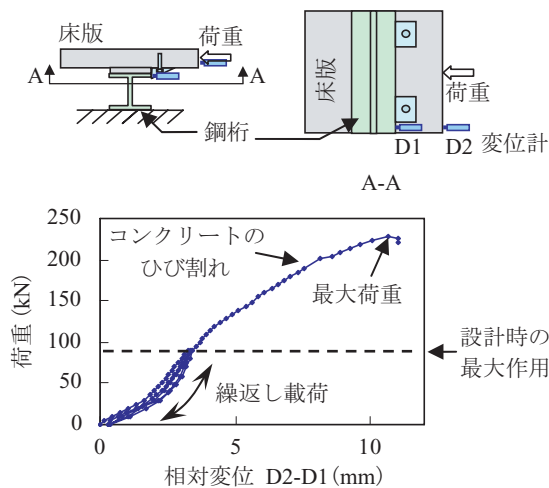 床版
荷重
A
A
鋼桁
床版
荷重
D1
D2
変位計
A-A
250
200
150
100
50
0
荷重 (kN)
コンクリートの
ひび割れ
最大荷重
設計時の
最大作用
繰返し載荷
0
5
10
相対変位 D2-D1(mm)